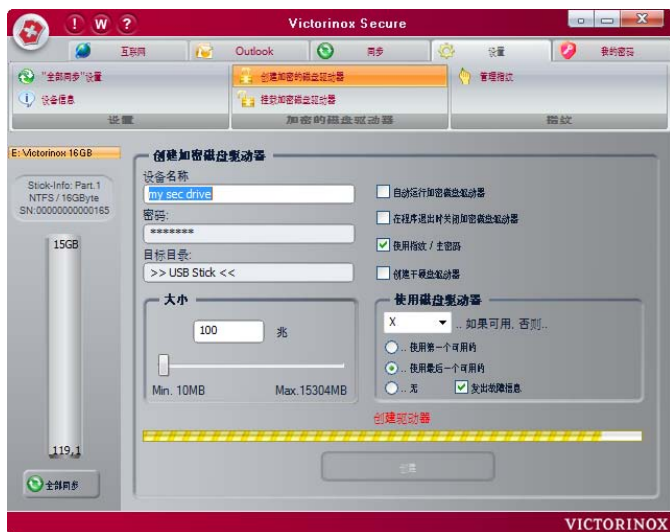 ! W ?
Victorinox Secure
互联网
Outlook
同步
设置
我的密码
"全部同步"设置
设备信息
设置
创建加密的磁盘驱动器
挂载加密磁盘驱动器
加密的磁盘驱动器
管理指纹
指纹
E: Victorinox 16GB
Stick-Info: Part.1
NTFS / 16GByte
SN:00000000000165
15GB
119,1
全部同步
创建加密磁盘驱动器
设备名称
my sec drive
密码:
*******
目标目录:
>> USB Stick <<
自动运行加密磁盘驱动器
在程序退出时关闭加密磁盘驱动器
使用指纹 / 主密码
创建于硬盘驱动器
大小
100 兆
Min. 10MB
Max.15304MB
使用磁盘驱动器
X .. 如果可用, 否则..
.. 使用第一个可用的
.. 使用最后一个可用的
.. 无
发出故障信息
创建驱动器
创建
VICTORINOX